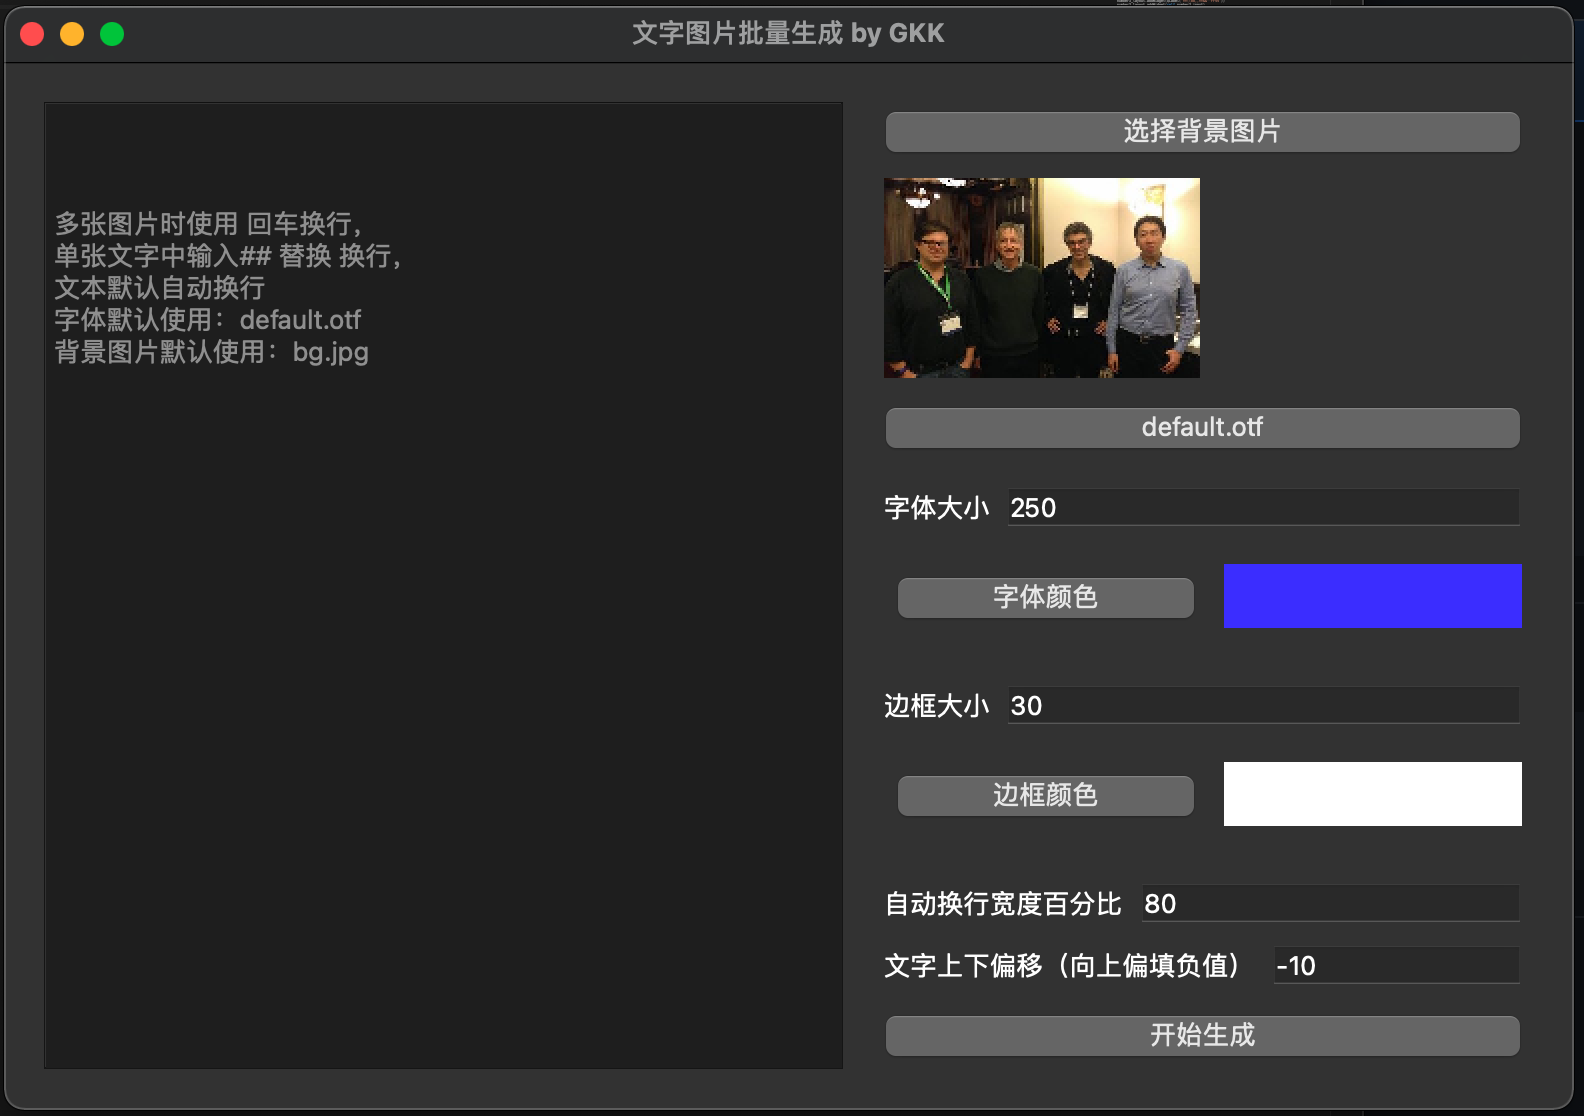 文字图片批量生成 by GKK
多张图片时使用 回车换行，
单张文字中输入## 替换 换行，
文本默认自动换行
字体默认使用：default.otf
背景图片默认使用：bg.jpg
选择背景图片
default.otf
字体大小 250
字体颜色
边框大小 30
边框颜色
自动换行宽度百分比 80
文字上下偏移（向上偏填负值） -10
开始生成